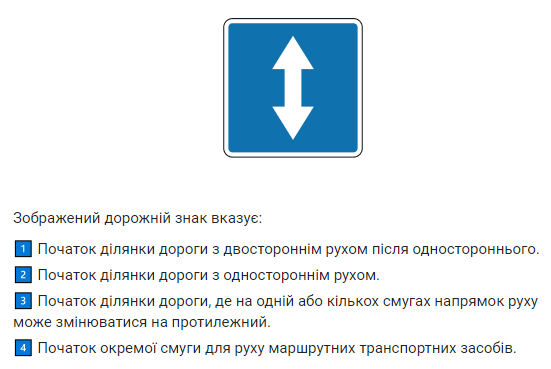 Зображений дорожній знак вказує:
1 Початок ділянки дороги з двостороннім рухом після одностороннього.
2 Початок ділянки дороги з одностороннім рухом.
3 Початок ділянки дороги, де на одній або кількох смугах напрямок руху
може змінюватися на протилежний.
4 Початок окремої смуги для руху маршрутних транспортних засобів.